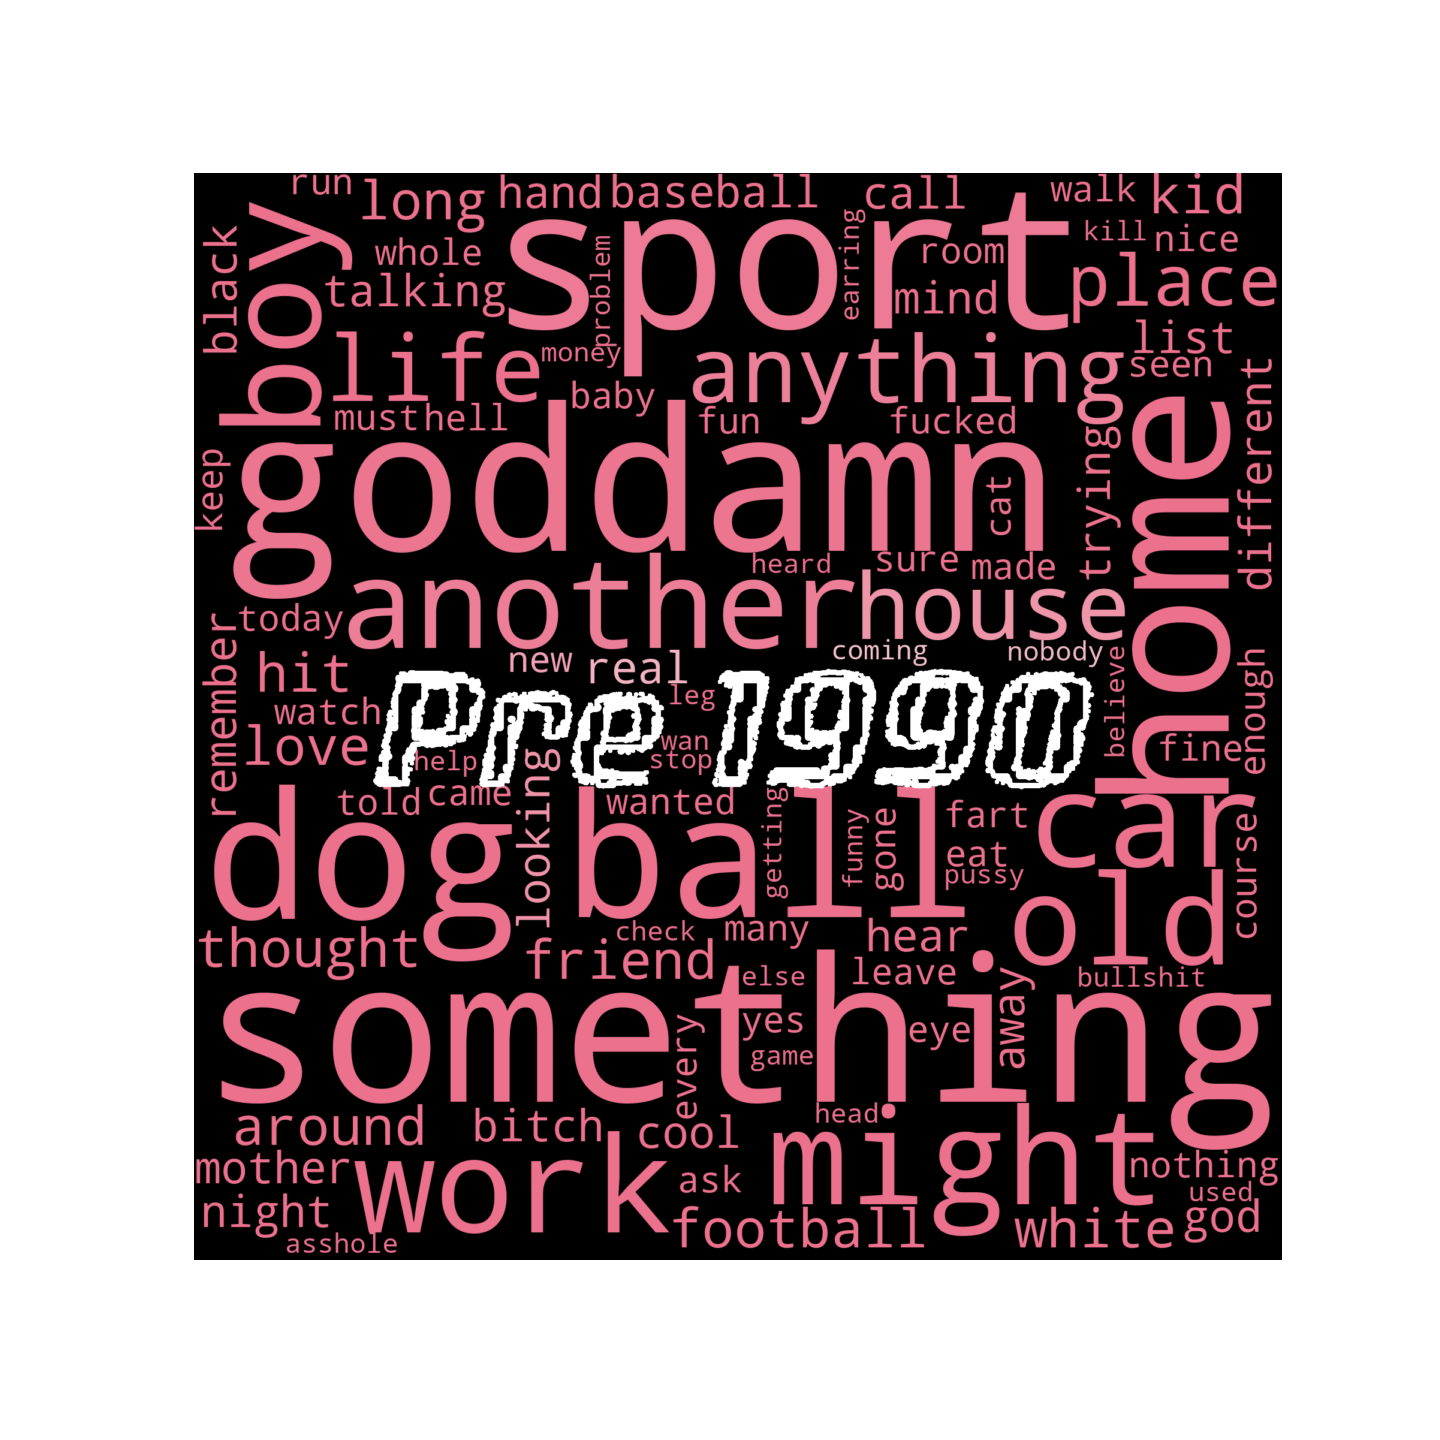 run
long
hand
baseball
call
walk
kid
sport
black
boy
whole
problem
earring
room
kill
nice
talking
mind
place
life
money
anything
list
seen
baby
must
hell
fun
fucked
g
g
goddamn
cat
trying
home
different
keep
another
heard
sure
made
house
today
remember
hit
new
real
coming
nobody
Pre 1990
leg
believe
enough
watch
love
help
wan
stop
fine
looking
told
came
wanted
dog
ball
getting
funny
gone
fart
eat
pussy
car
course
old
thought
friend
check
many
hear
leave
bullshit
something
else
yes
game
eye
away
every
around
bitch
cool
head
might
mother
work
ask
nothing
used
night
football
white
god
asshole